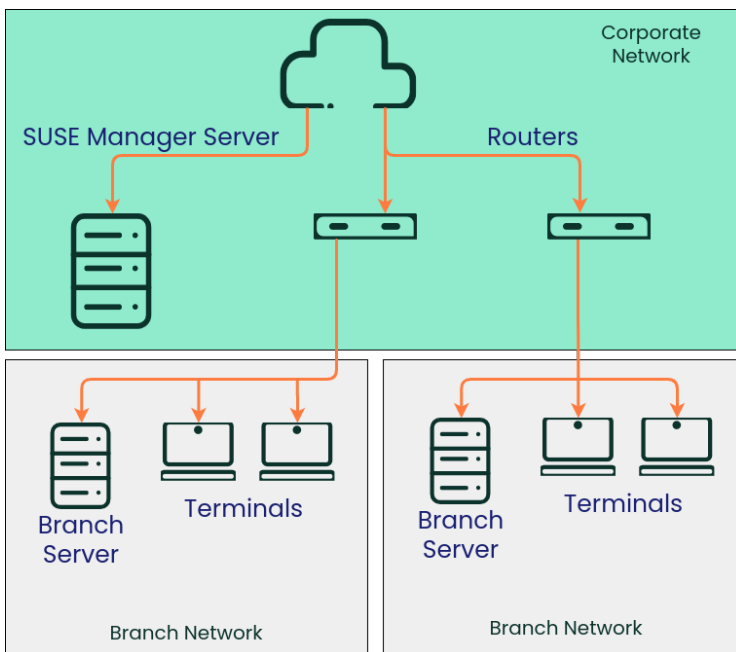 Corporate
Network
SUSE Manager Server
Routers
Branch
Server
Terminals
Branch Network
Branch
Server
Terminals
Branch Network